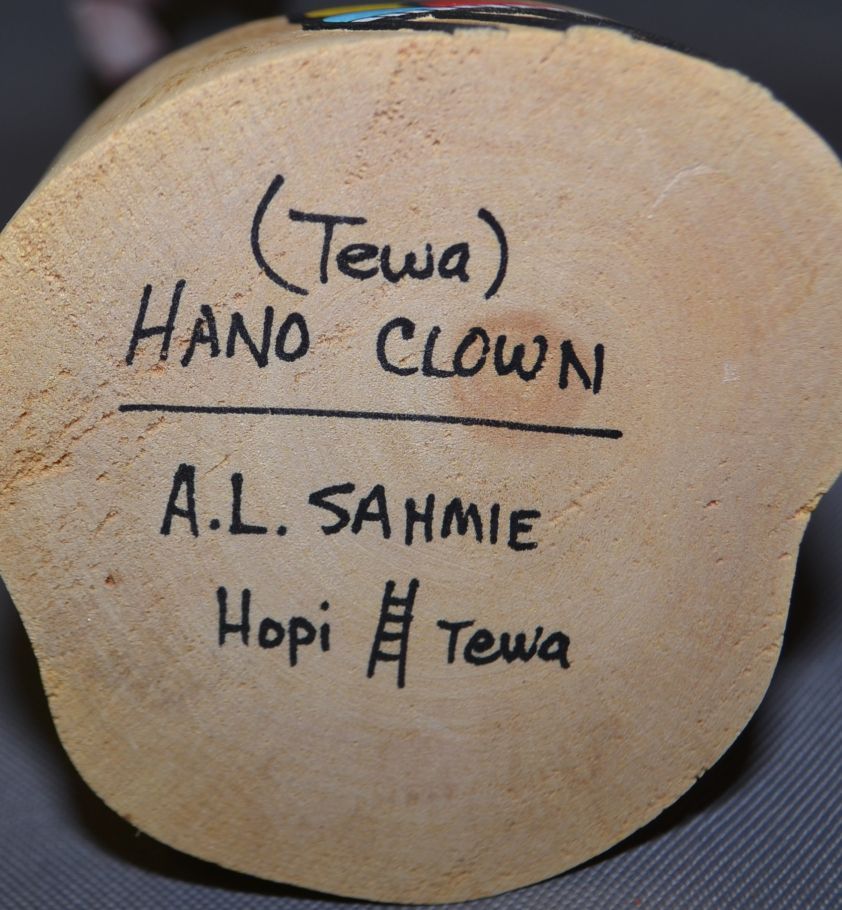 (Tewa)
HANO CLOWN
A.L. SAHMIE
Hopi Tewa